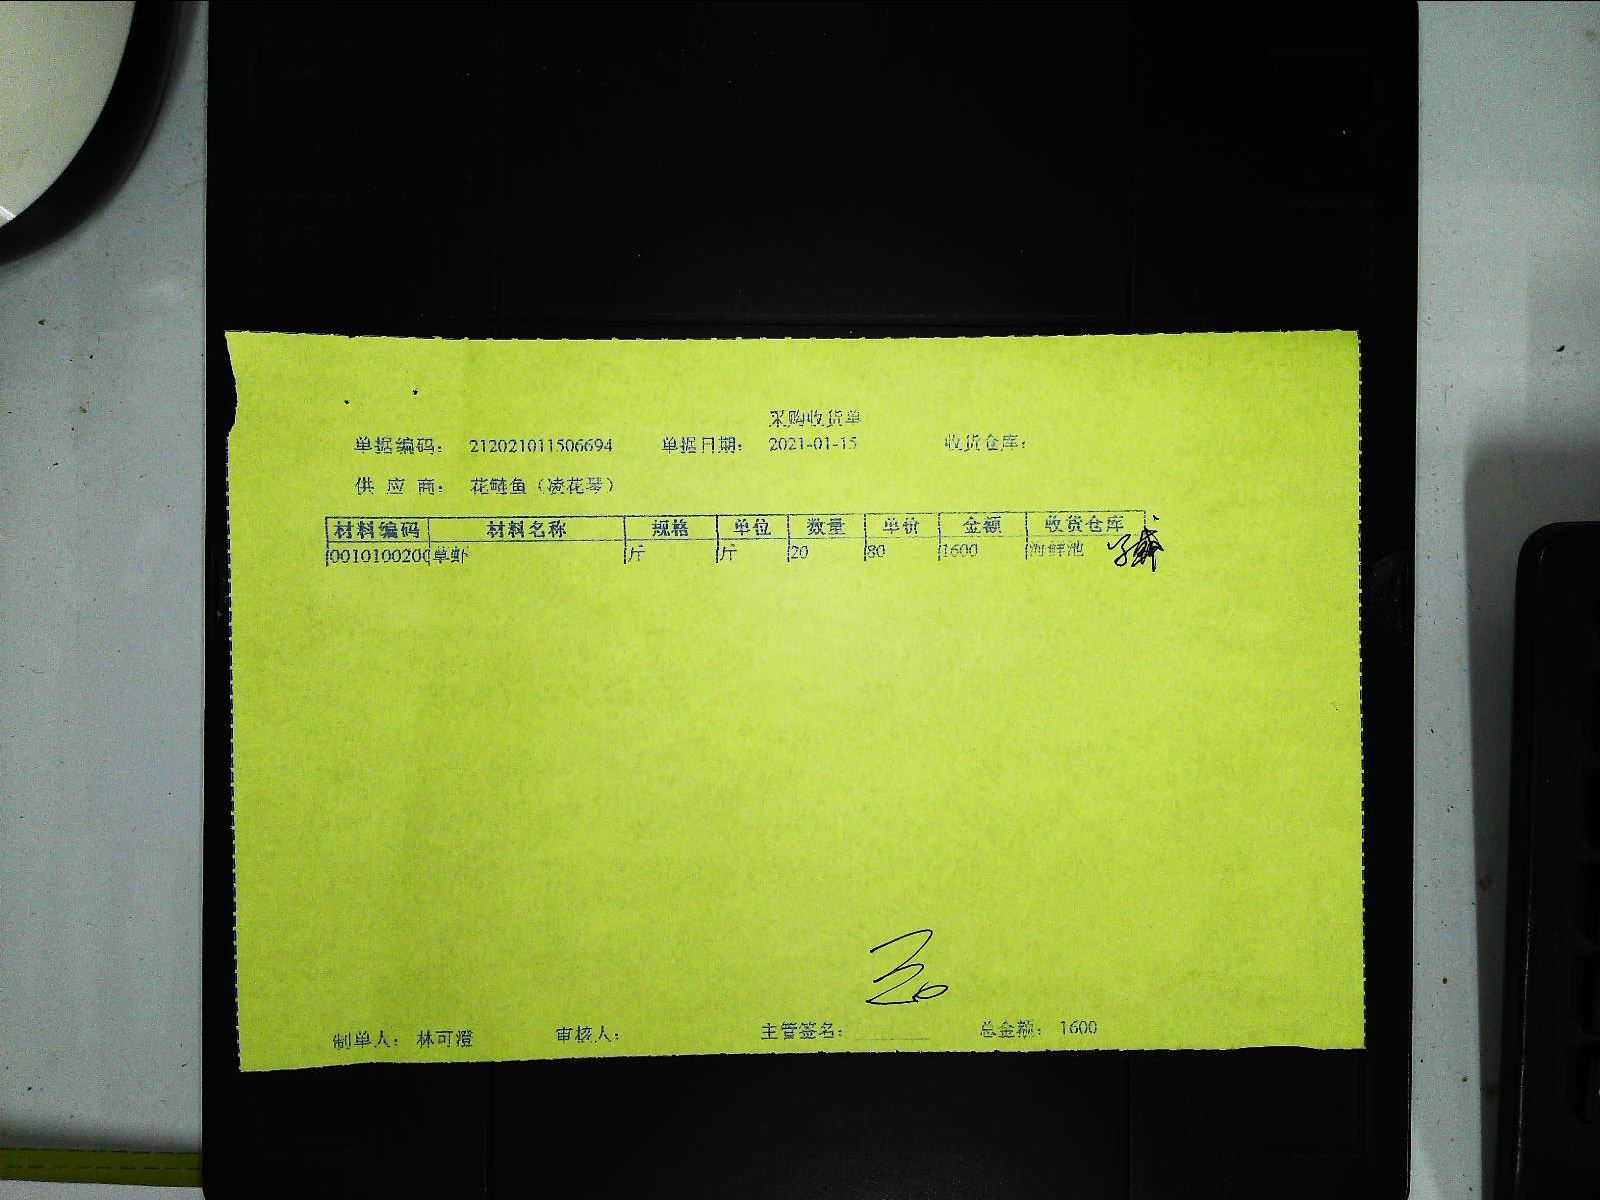 采购收货单
单据编码: 212021011506694 单据日期: 2021-01-15 收货仓库:
供 应 商: 花鲢鱼(凌花琴)
材料编码 材料名称 规格 单位 数量 单价 金额 收货仓库
0010100200 草虾 斤 斤 20 80 1600 海鲜池
制单人: 林可澄 审核人: 主管签名: 总金额: 1600